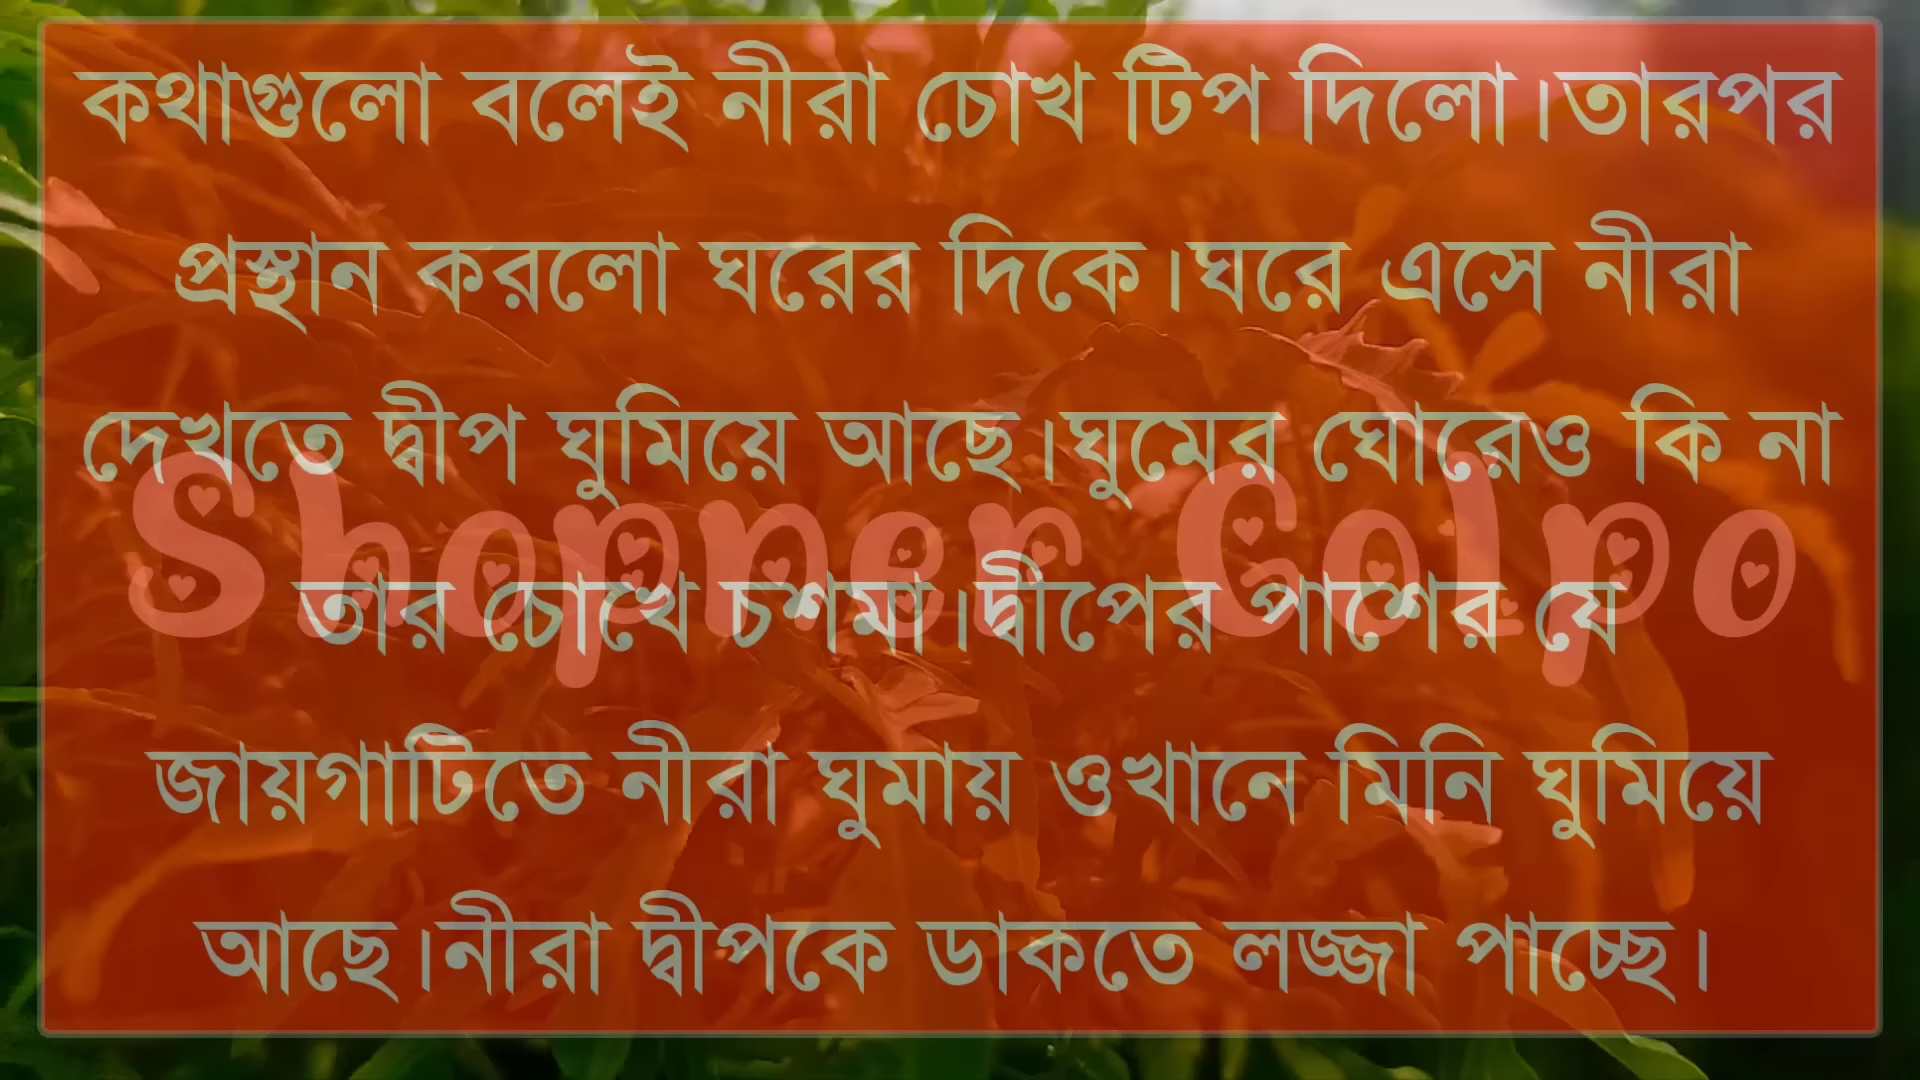 কথাগুলো বলেই নীরা চোখ টিপ দিলো।তারপর
প্রস্থান করলো ঘরের দিকে।ঘরে এসে নীরা
দেখতে দ্বীপ ঘুমিয়ে আছে।ঘুমের ঘোরেও কি না
Shopner Golpo
তার চোখে চশমা।দ্বীপের পাশের যে
জায়গাটিতে নীরা ঘুমায় ওখানে মিনি ঘুমিয়ে
আছে।নীরা দ্বীপকে ডাকতে লজ্জা পাচ্ছে।